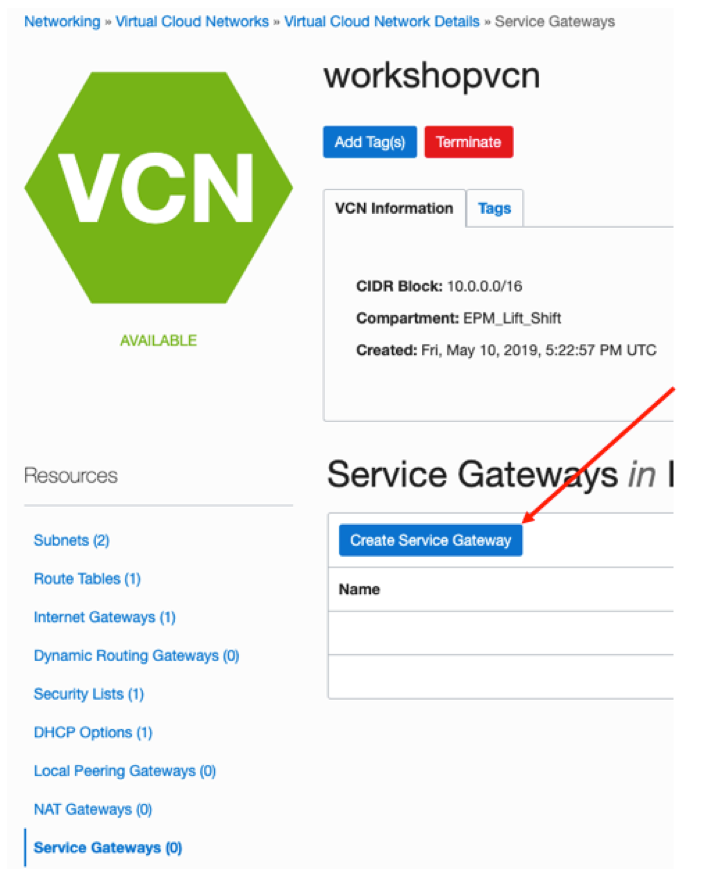 Networking » Virtual Cloud Networks » Virtual Cloud Network Details » Service Gateways
VCN
AVAILABLE
workshopvcn
Add Tag(s) Terminate
VCN Information Tags
CIDR Block: 10.0.0.0/16
Compartment: EPM_Lift_Shift
Created: Fri, May 10, 2019, 5:22:57 PM UTC
Resources
Subnets (2)
Route Tables (1)
Internet Gateways (1)
Dynamic Routing Gateways (0)
Security Lists (1)
DHCP Options (1)
Local Peering Gateways (0)
NAT Gateways (0)
Service Gateways (0)
Service Gateways in
Create Service Gateway
Name